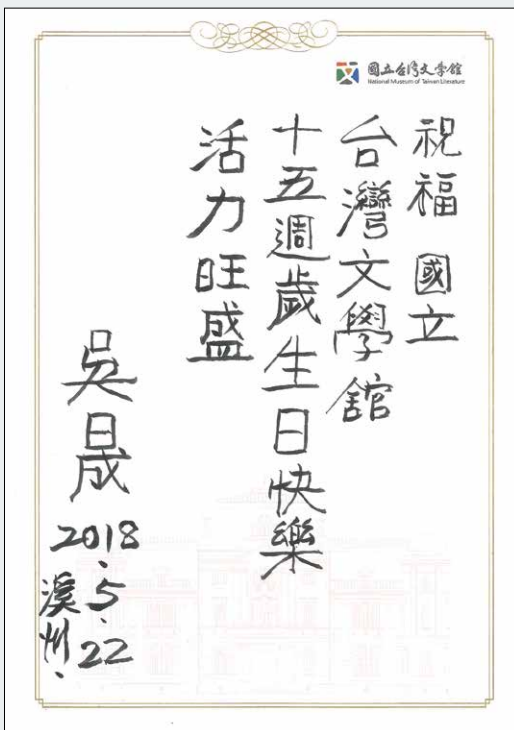 國立台灣文學館
National Museum of Taiwan Literature
祝福 國立
台灣文學館
十五週歲生日快樂
活力旺盛
吳晟
2018.5.22
溪州.